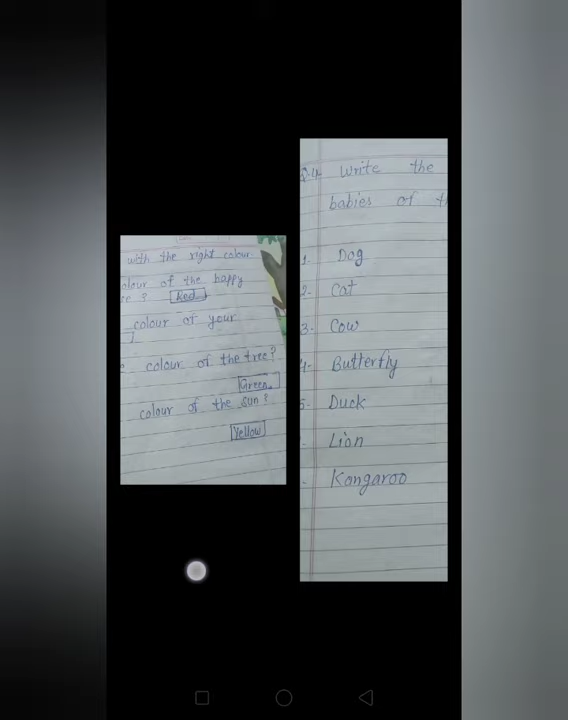 with the right colour
colour of the happy
? Red
colour of your
colour of the tree?
Green
colour of the sun?
Yellow
Q.4. Write the
babies of
1. Dog
2. Cat
3. Cow
4. Butterfly
5. Duck
Lion
Kangaroo